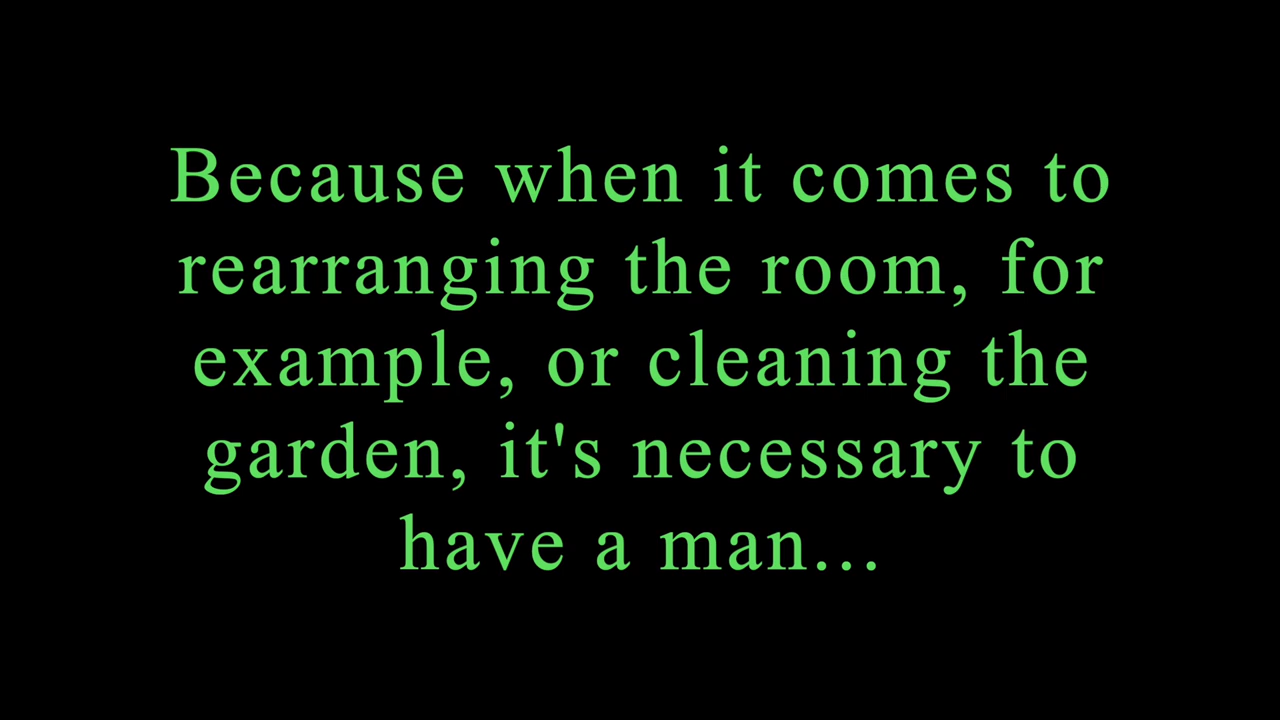 Because when it comes to
rearranging the room, for
example, or cleaning the
garden, it's necessary to
have a man...